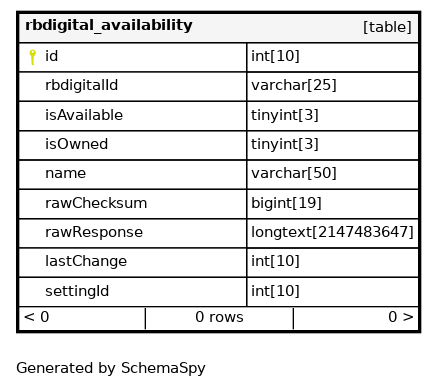 rbdigital_availability [table]
id int[10]
rbdigitalId varchar[25]
isAvailable tinyint[3]
isOwned tinyint[3]
name varchar[50]
rawChecksum bigint[19]
rawResponse longtext[2147483647]
lastChange int[10]
settingId int[10]
< 0 0 rows 0 >
Generated by SchemaSpy